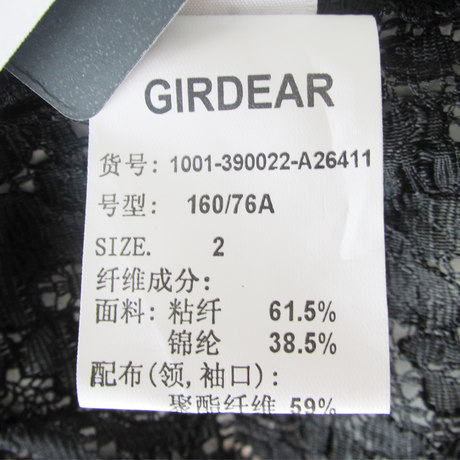 GIRDEAR
货号: 1001-390022-A26411
号型: 160/76A
SIZE. 2
纤维成分:
面料: 粘纤 61.5%
锦纶 38.5%
配布(领,袖口):
聚酯纤维 59%